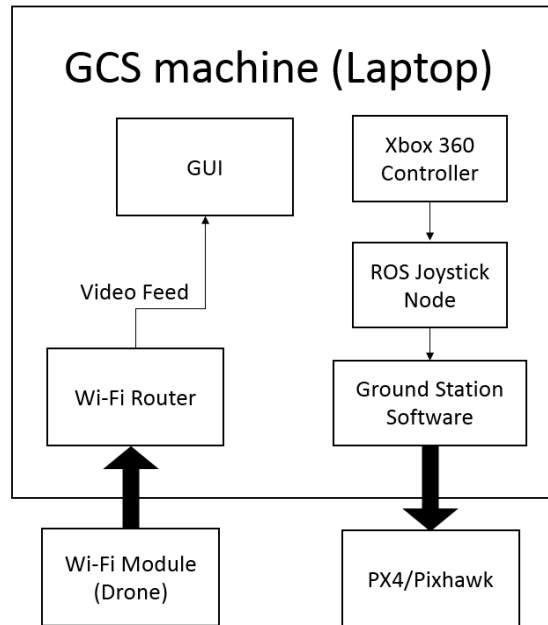 GCS machine (Laptop)
GUI
Xbox 360
Controller
Video Feed
ROS Joystick
Node
Wi-Fi Router
Ground Station
Software
Wi-Fi Module
(Drone)
PX4/Pixhawk